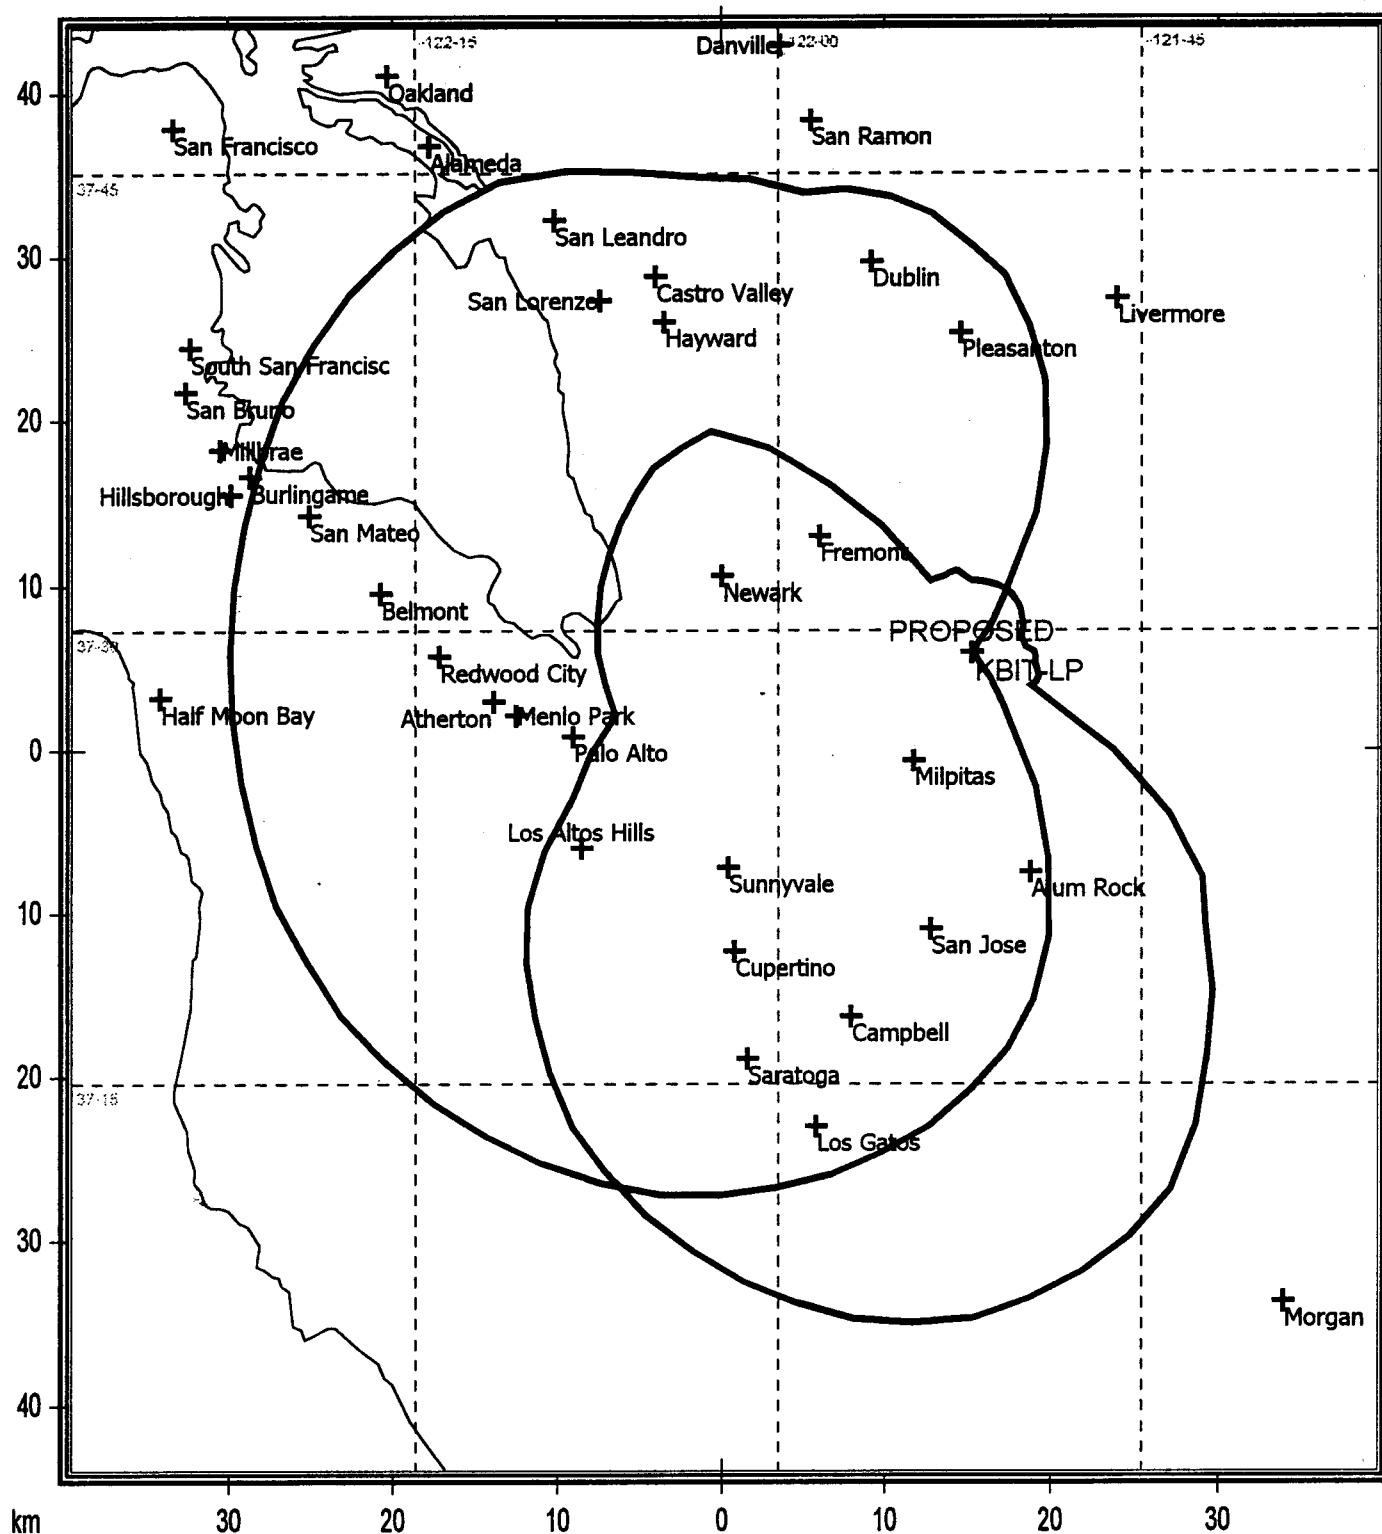 -122-15
Danville
122-00
-121-45
40
Oakland
San Ramon
San Francisco
Alameda
37-45
San Leandro
30
Dublin
Castro Valley
San Lorenzo
Livermore
Hayward
Pleasanton
South San Francisc
San Bruno
20
Millbrae
Hillsborough
Burlingame
San Mateo
Fremont
10
Newark
Belmont
PROPOSED
37-30
KBIT-LP
Redwood City
Half Moon Bay
Atherton
Menlo Park
0
Palo Alto
Milpitas
Los Altos Hills
Sunnyvale
Alum Rock
10
San Jose
Cupertino
Campbell
Saratoga
20
37-15
Los Gatos
30
Morgan
40
km 30 20 10 0 10 20 30